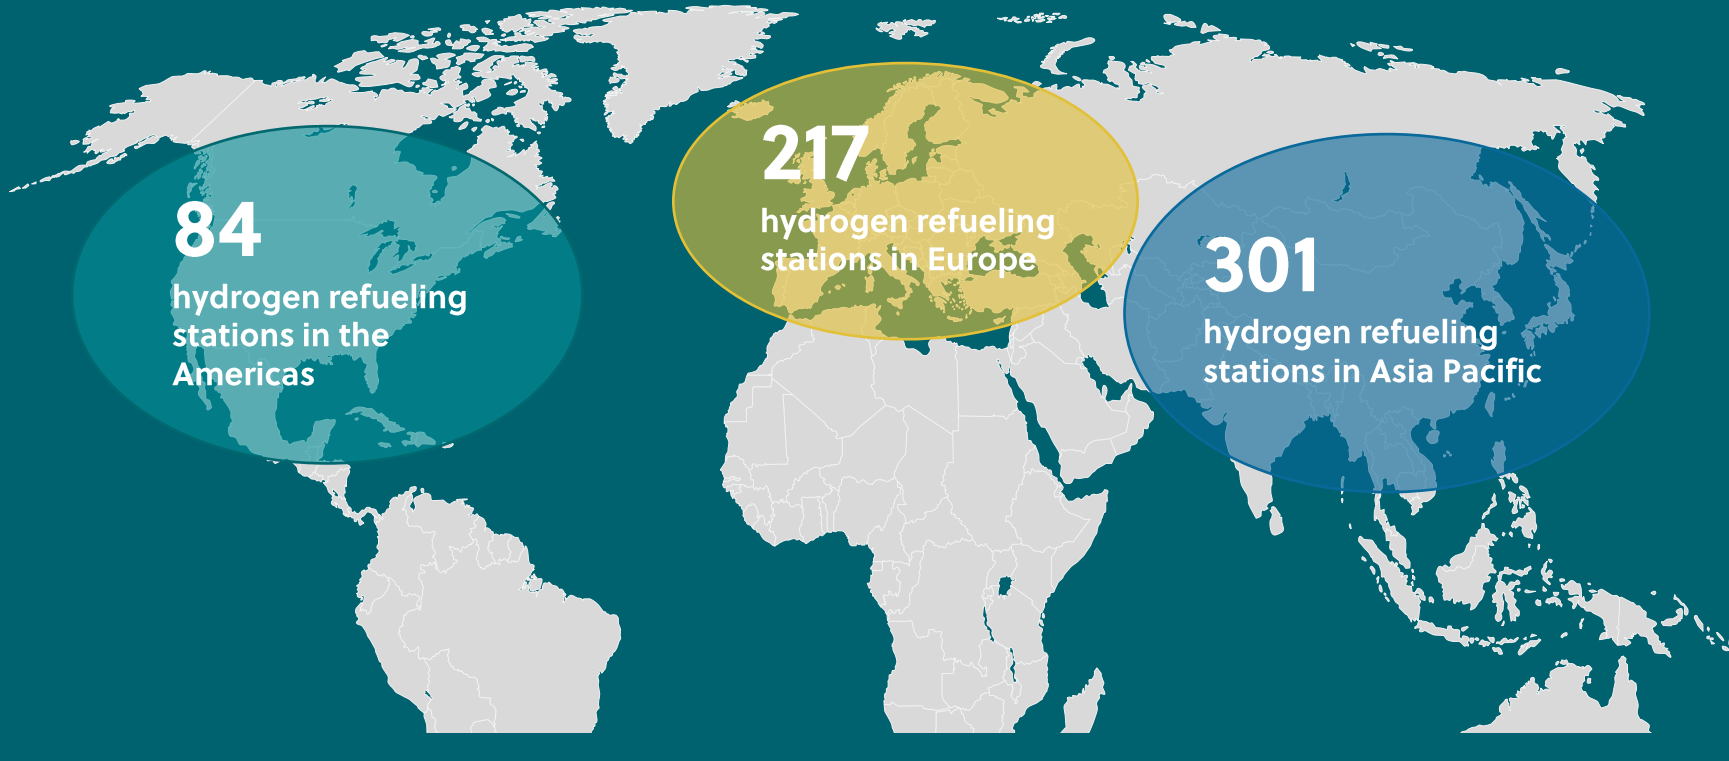 84
hydrogen refueling
stations in the
Americas
217
hydrogen refueling
stations in Europe
301
hydrogen refueling
stations in Asia Pacific